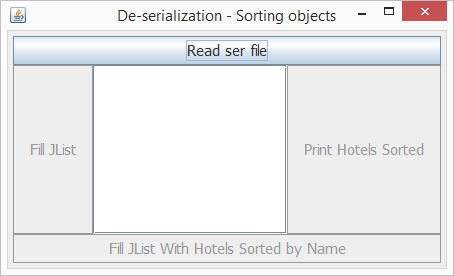 De-serialization - Sorting objects
Read ser file
Fill JList
Print Hotels Sorted
Fill JList With Hotels Sorted by Name